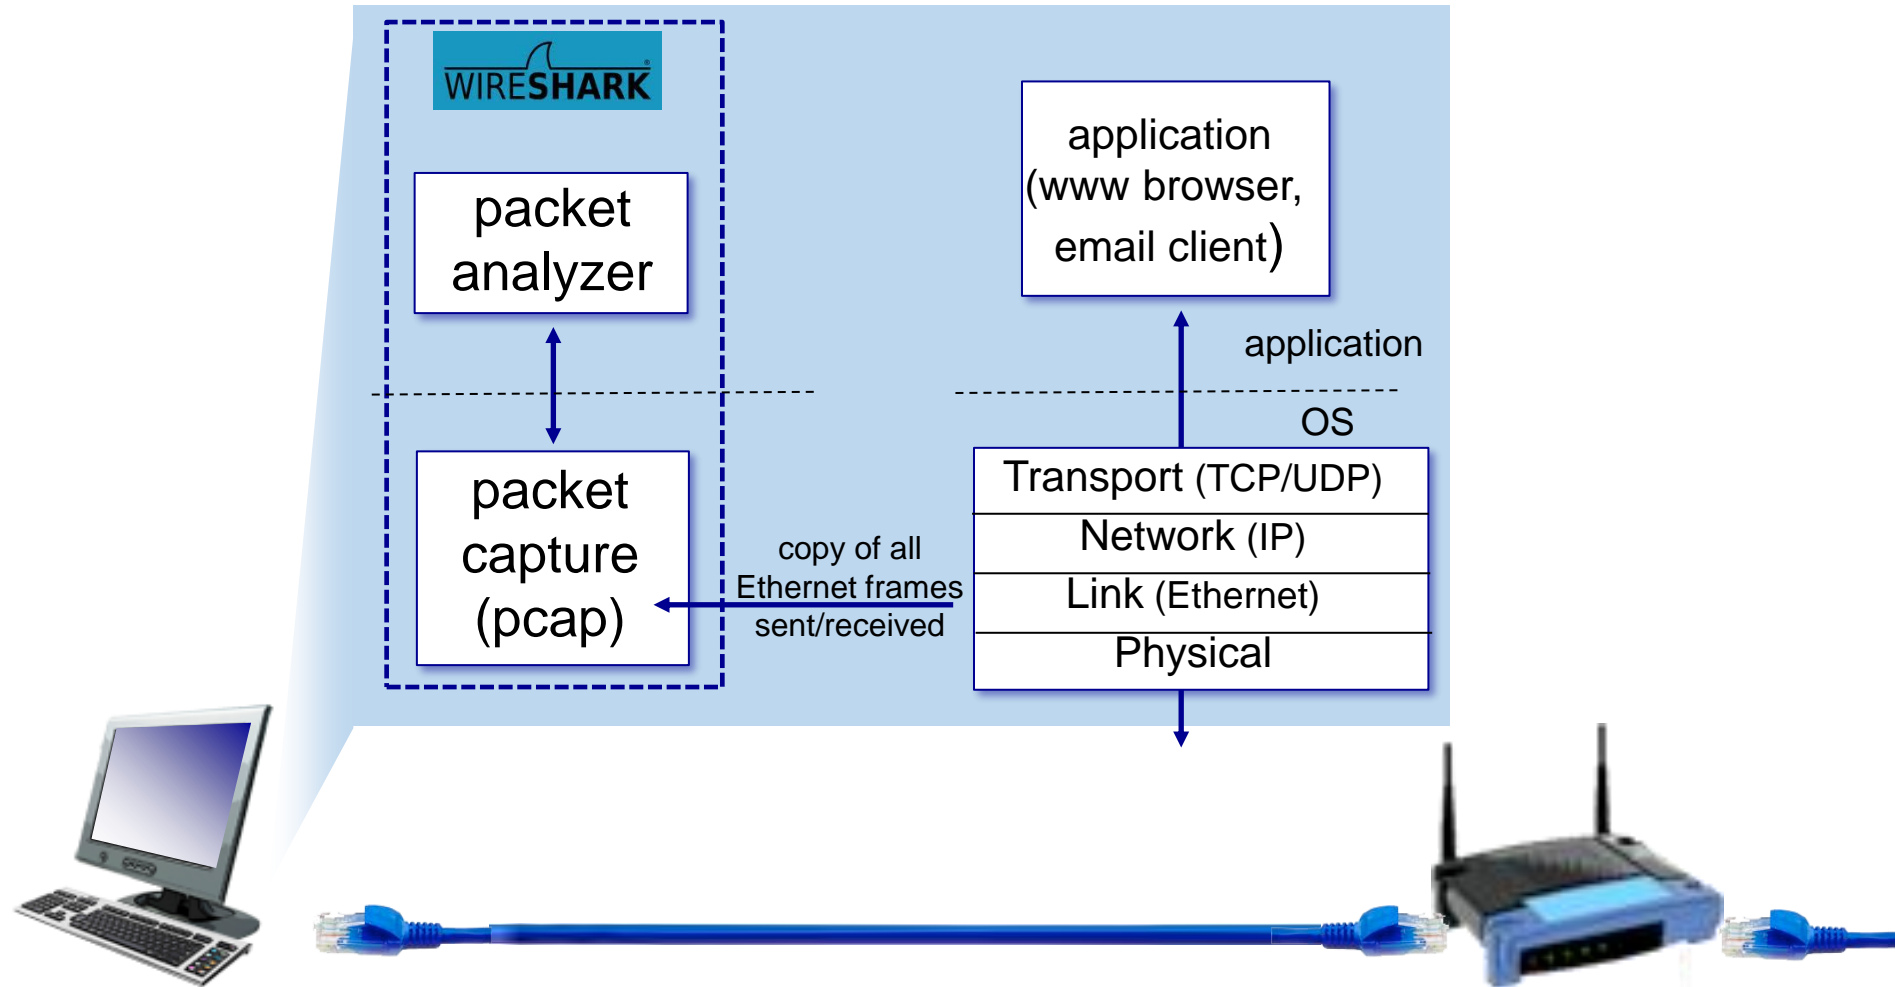 WIRESHARK
packet
analyzer
packet
capture
(pcap)
copy of all
Ethernet frames
sent/received
application
(www browser,
email client)
application
OS
Transport (TCP/UDP)
Network (IP)
Link (Ethernet)
Physical